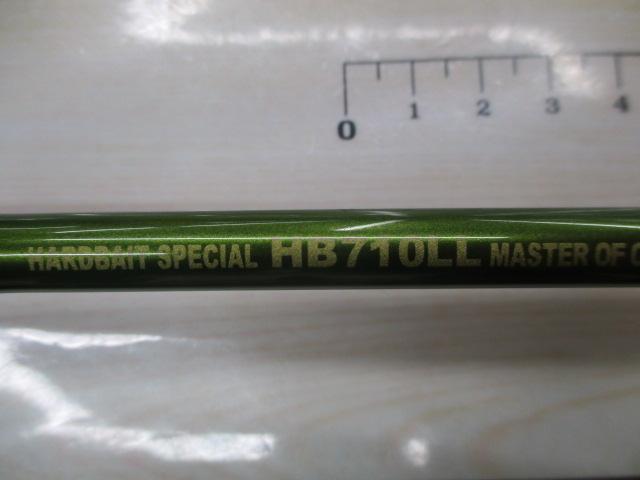 0 1 2 3 4
HARDBAIT SPECIAL HB710LL MASTER OF